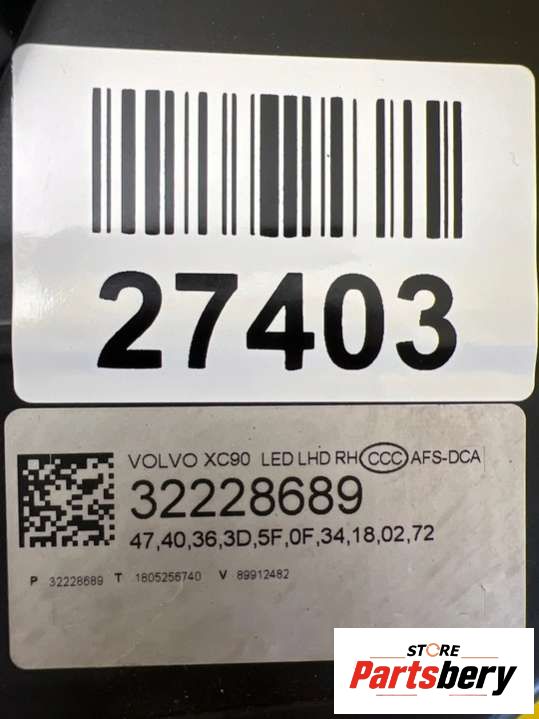 27403
VOLVO XC90 LED LHD RH CCC AFS-DCA
32228689
47,40,36,3D,5F,0F,34,18,02,72
P 32228689 T 1805256740 V 89912482
STORE
Partsbery